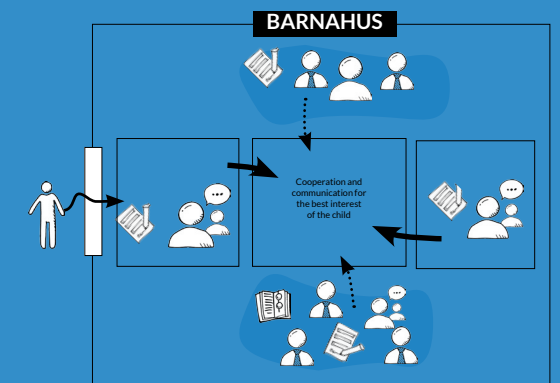 BARNAHUS
Cooperation and
communication for
the best interest
of the child